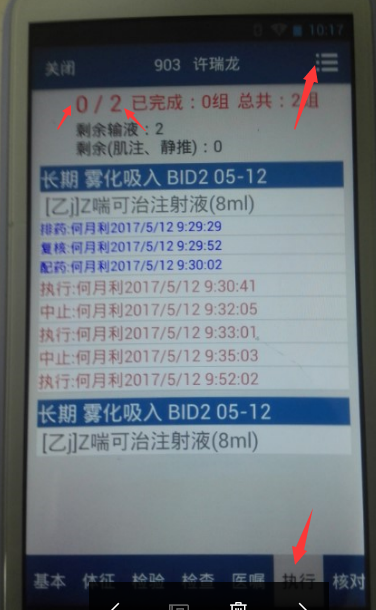 10:17
关闭 903 许瑞龙
0 / 2 已完成：0组 总共：2组
剩余输液：2
剩余(肌注、静推)：0
长期 雾化吸入 BID2 05-12
[乙j]Z喘可治注射液(8ml)
排药:何月利2017/5/12 9:29:29
复核:何月利2017/5/12 9:29:52
配药:何月利2017/5/12 9:30:02
执行:何月利2017/5/12 9:30:41
中止:何月利2017/5/12 9:32:05
执行:何月利2017/5/12 9:33:01
中止:何月利2017/5/12 9:35:03
执行:何月利2017/5/12 9:52:02
长期 雾化吸入 BID2 05-12
[乙j]Z喘可治注射液(8ml)
基本 体征 检验 检查 医嘱 执行 核对